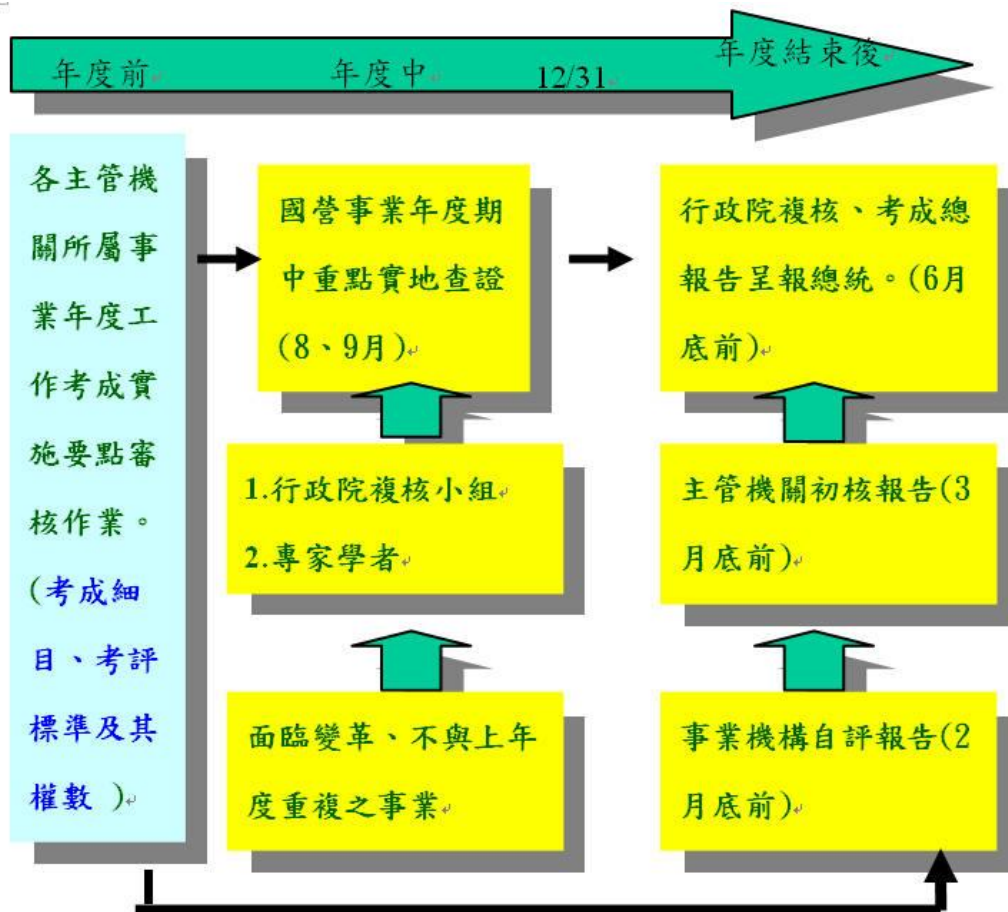 年度前
年度中
12/31
年度結束後
各主管機
關所屬事
業年度工
作考成實
施要點審
核作業。
(考成細
目、考評
標準及其
權數 )
國營事業年度期
中重點實地查證
(8、9月)
1.行政院複核小組
2.專家學者
面臨變革、不與上年
度重複之事業
行政院複核、考成總
報告呈報總統。(6月
底前)
主管機關初核報告(3
月底前)
事業機構自評報告(2
月底前)